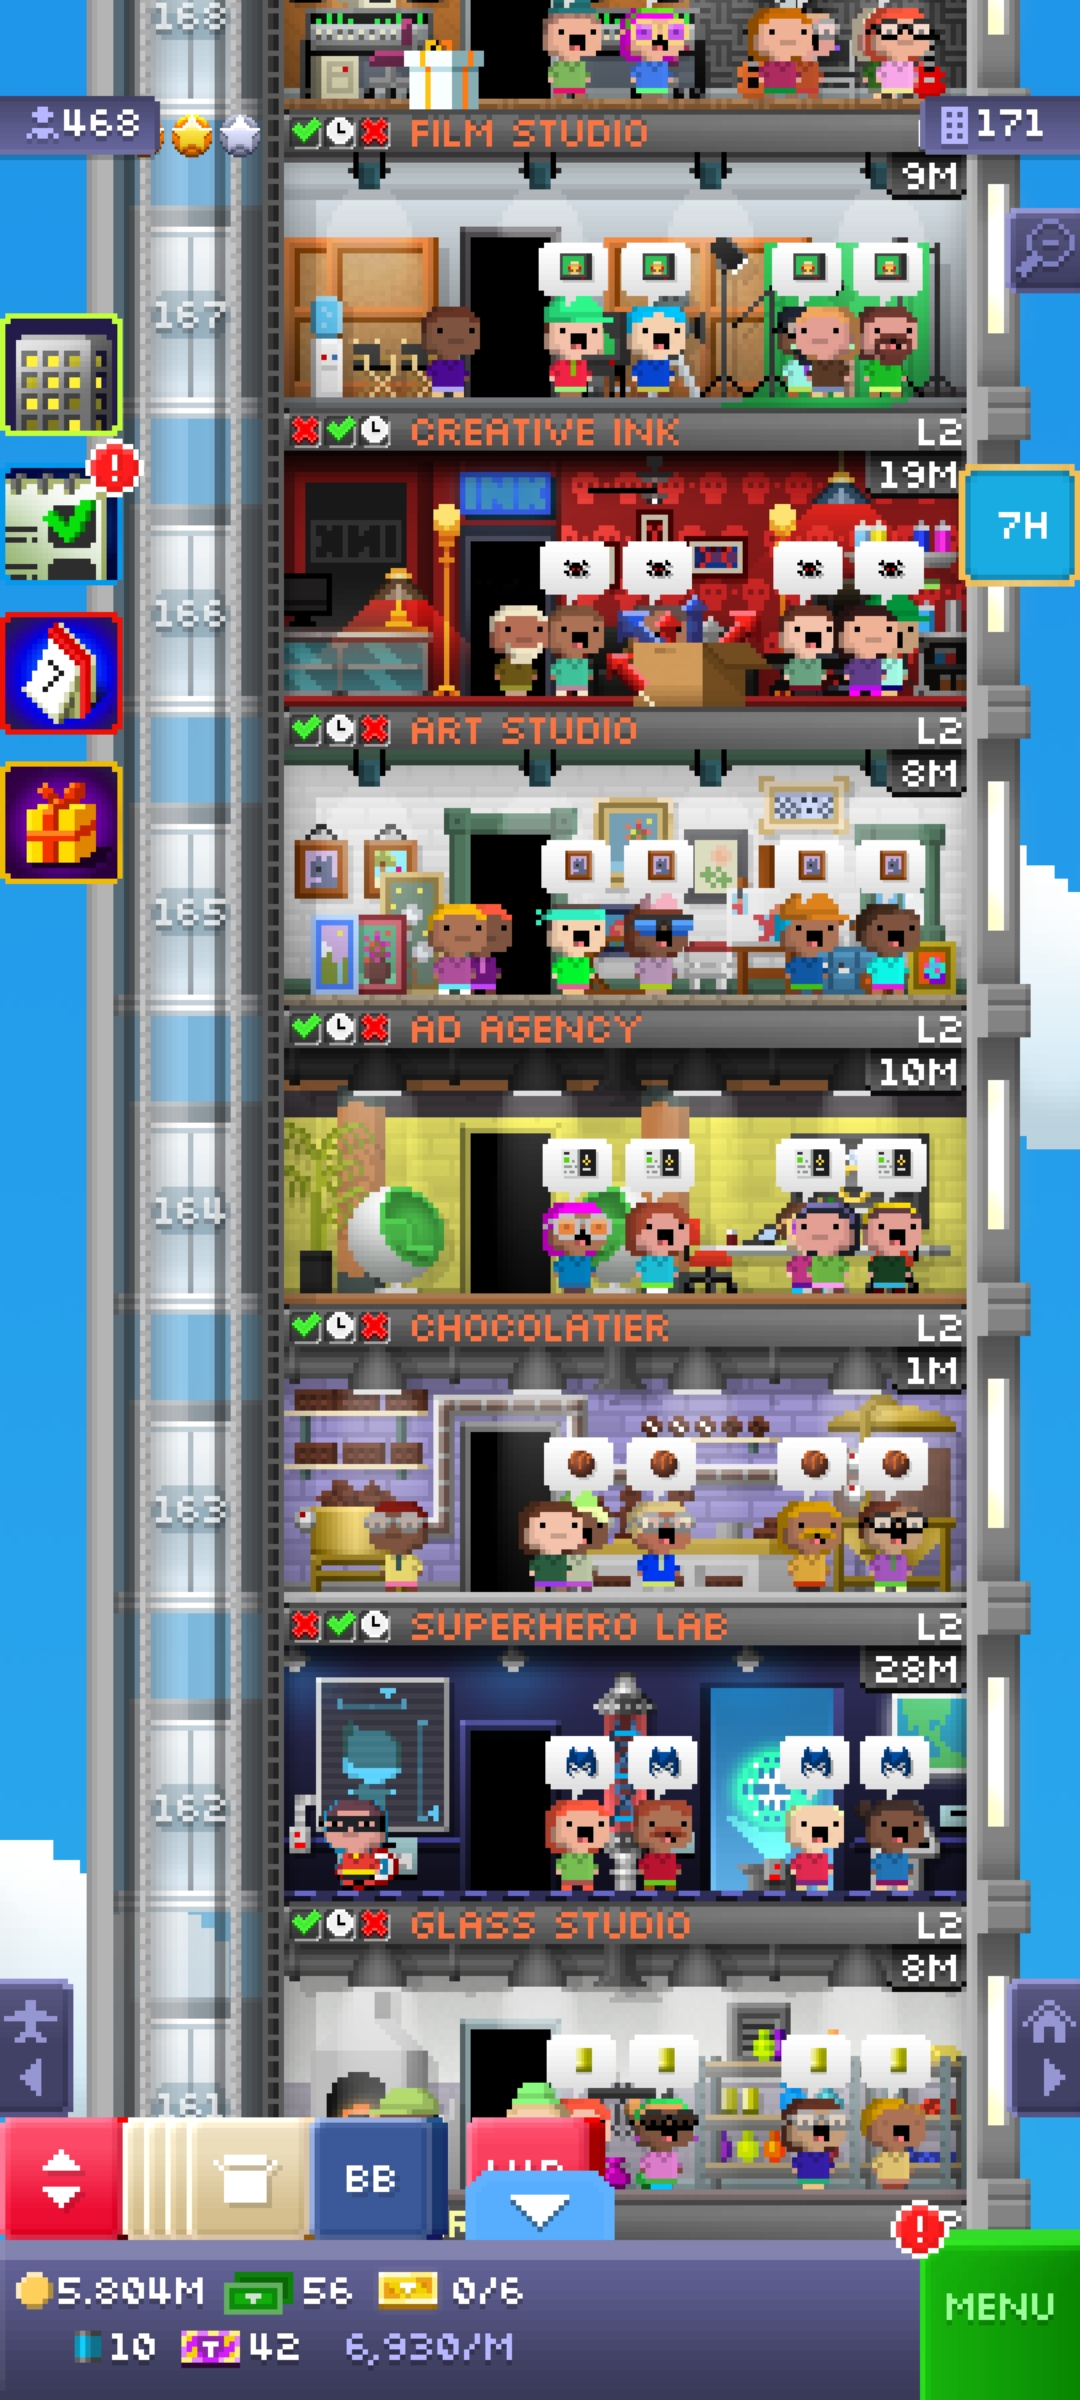 168
468
FILM STUDIO
171
9M
167
CREATIVE INK L2
19M
INK
7H
166
ART STUDIO L2
8M
165
AD AGENCY L2
10M
164
CHOCOLATIER L2
1M
163
SUPERHERO LAB L2
28M
162
GLASS STUDIO L2
8M
161
BB
5.804M 56 0/6
MENU
10 42 6,930/M